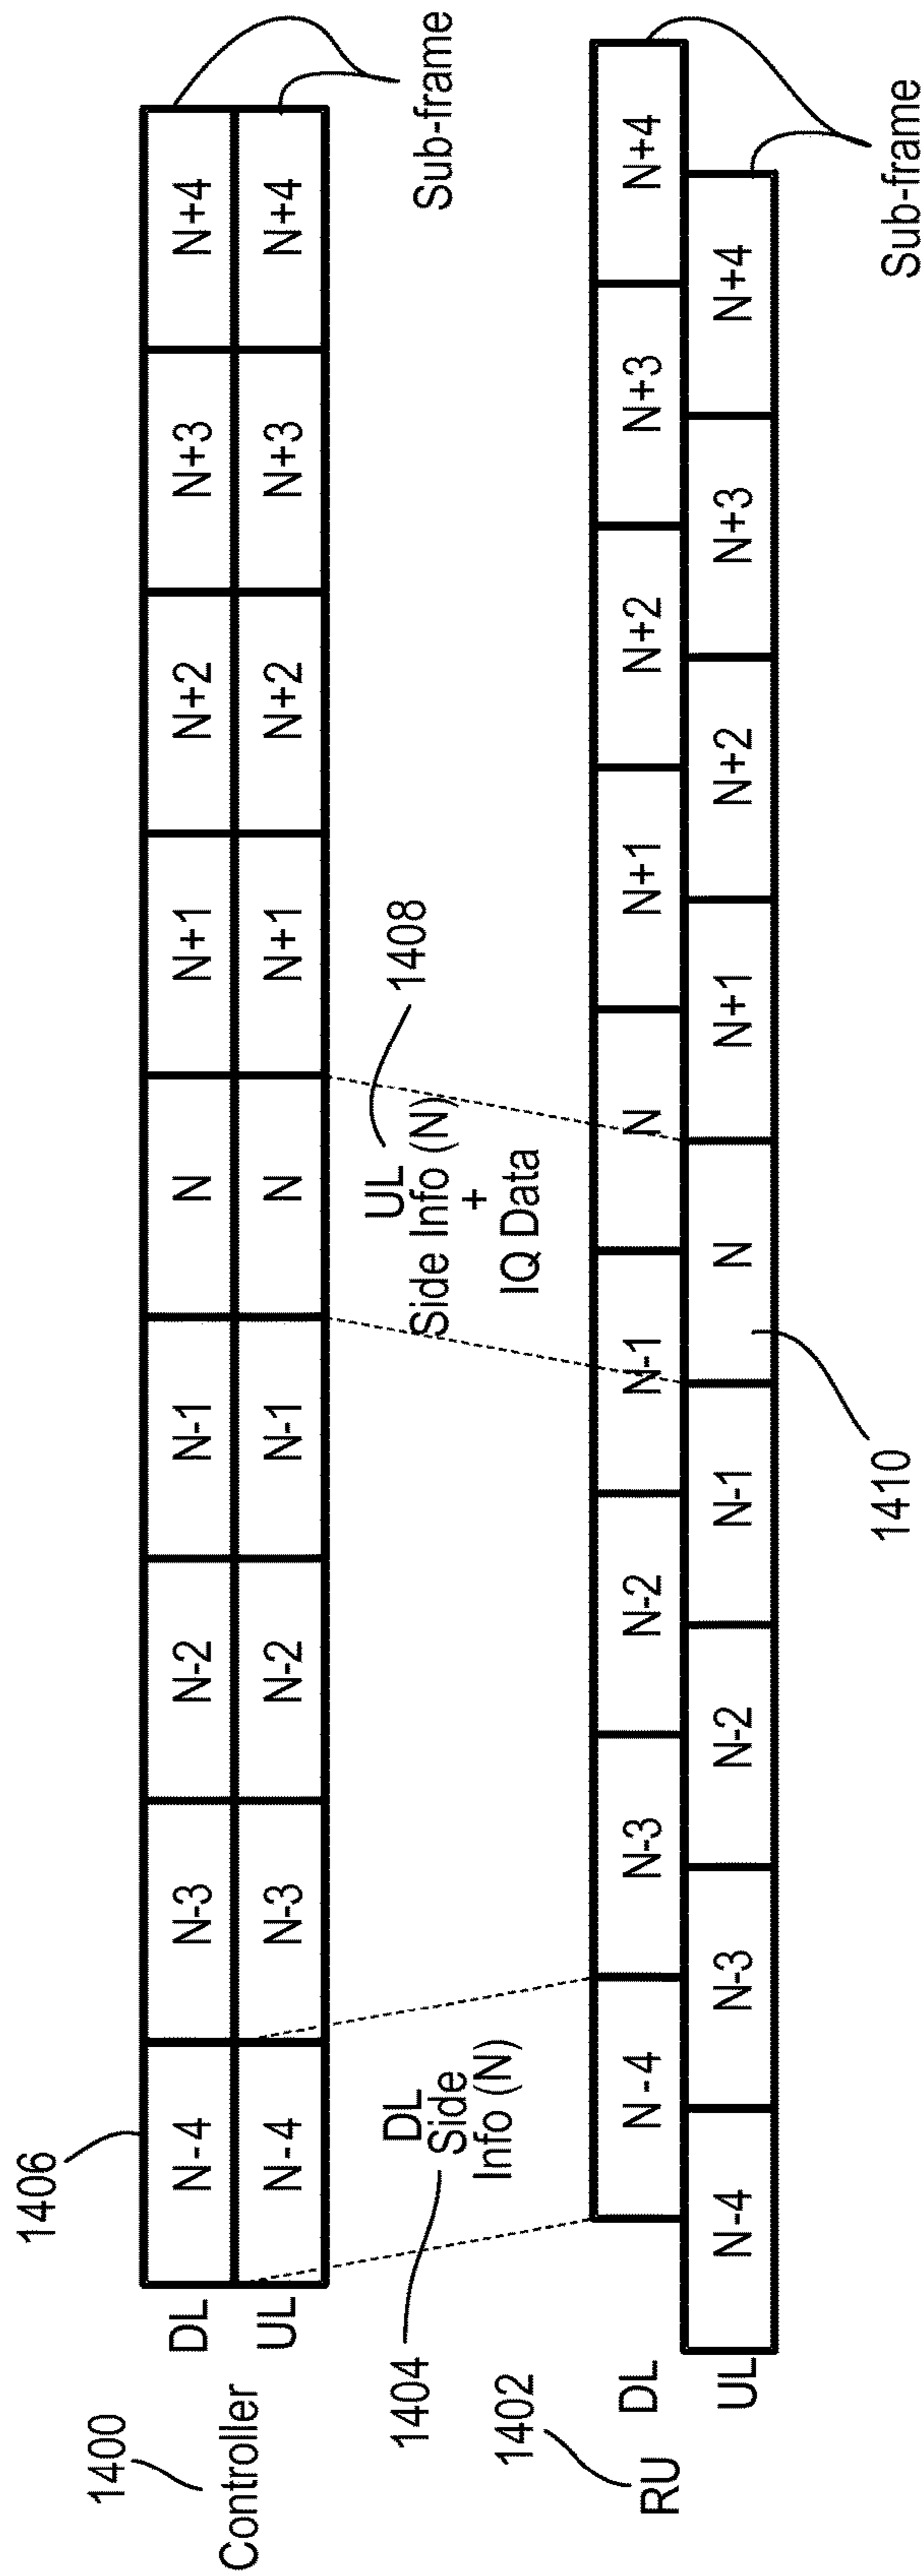 1400
Controller
1406
DL
N-4
N-3
N-2
N-1
N
N+1
N+2
N+3
N+4
UL
N-4
N-3
N-2
N-1
N
N+1
N+2
N+3
N+4
Sub-frame
1404
DL
Side
Info (N)
UL
Side Info (N)
+
IQ Data
1408
1402
RU
DL
N-4
N-3
N-2
N-1
N
N+1
N+2
N+3
N+4
UL
N-4
N-3
N-2
N-1
N
N+1
N+2
N+3
N+4
1410
Sub-frame